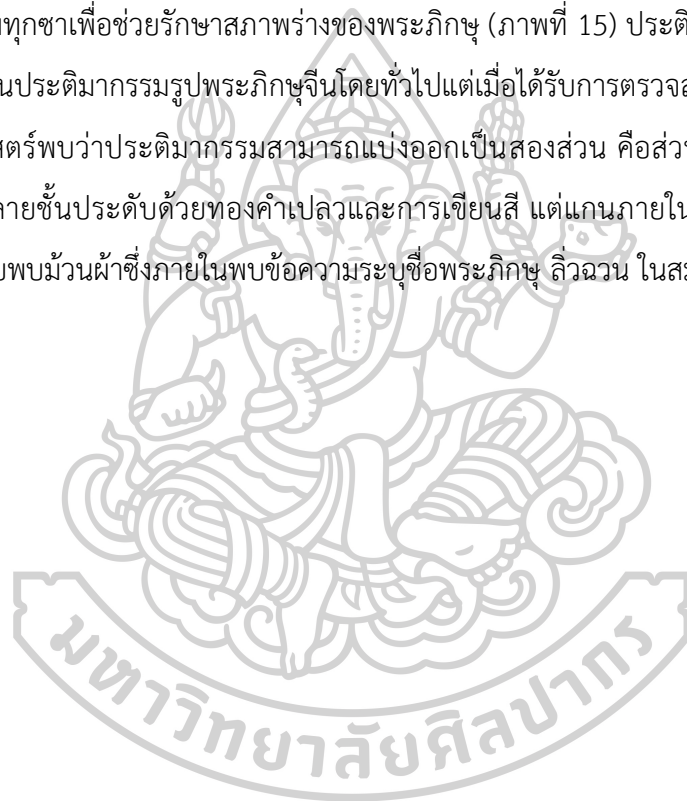 ทุกชาเพื่อช่วยรักษาสภาพร่างของพระภิกษุ (ภาพที่ 15) ประติ
นประติมากรรมรูปพระภิกษุจีนโดยทั่วไปแต่เมื่อได้รับการตรวจส
สตร์พบว่าประติมากรรมสามารถแบ่งออกเป็นสองส่วน คือส่ว
ลายชั้นประดับด้วยทองคำเปลวและการเขียนสี แต่แกนภายใน
บพบม้วนผ้าซึ่งภายในพบข้อความระบุชื่อพระภิกษุ ลิ่วฉวน ในส
มหาวิทยาลัยศิลปากร